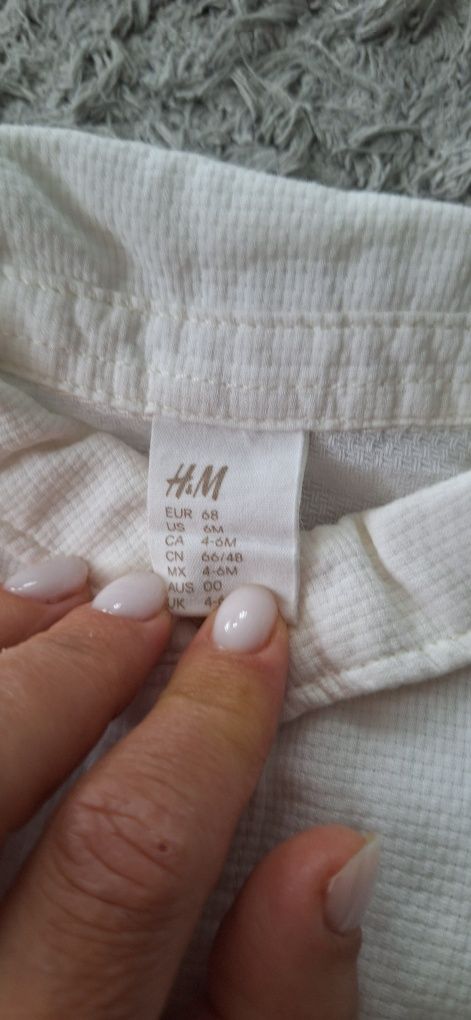 H&M
EUR 68
US 6M
CA 4-6M
CN 66/48
MX 4-6M
AUS 00
UK